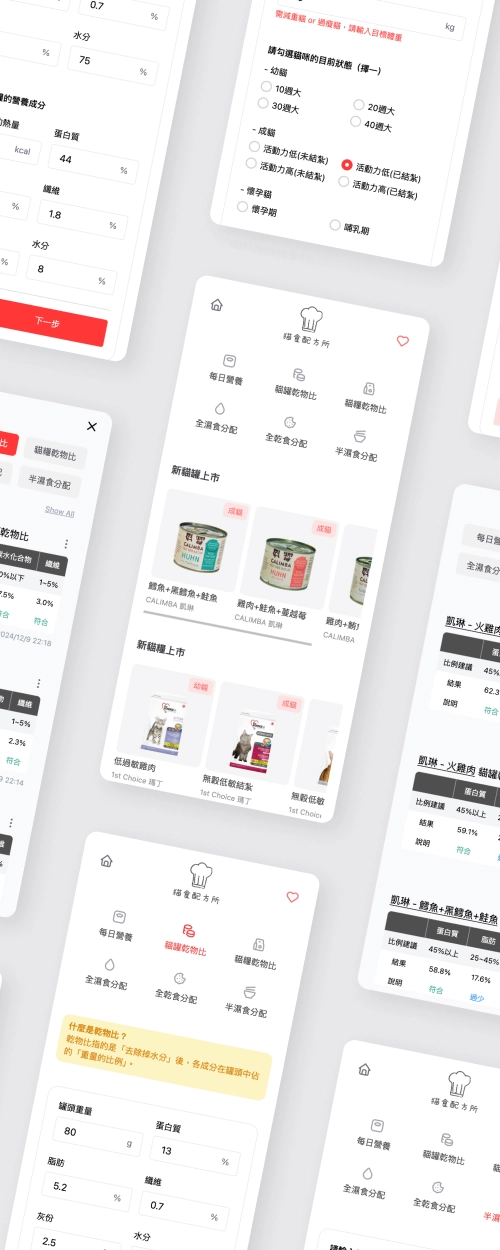 0.7 %
水分
%
75 %
的營養成分
熱量
蛋白質
kcal
44 %
纖維
%
1.8 %
水分
%
8 %
下一步
kg
需減重貓 or 過瘦貓，請輸入目標體重
請勾選貓咪的目前狀態（擇一）
- 幼貓
10週大
20週大
30週大
40週大
- 成貓
活動力低(未結紮)
活動力低(已結紮)
活動力高(未結紮)
活動力高(已結紮)
- 懷孕貓
懷孕期
哺乳期
貓食配方所
每日營養
貓罐乾物比
貓糧乾物比
全濕食分配
全乾食分配
半濕食分配
新貓罐上市
成貓
成貓
鱈魚+黑鱈魚+鮭魚
CALIMBA 凱琳
雞肉+鮭魚+蔓越莓
CALIMBA 凱琳
雞肉+鮪
CALIMBA
新貓糧上市
幼貓
成貓
低過敏雞肉
1st Choice 瑪丁
無穀低敏結紮
1st Choice 瑪丁
無穀低敏
1st Choic
比
貓糧乾物比
配
半濕食分配
Show All
乾物比
碳水化合物
纖維
0%以下
1~5%
7.5%
3.0%
符合
符合
2024/12/9 22:18
物
纖維
1~5%
2.3%
符合
9 22:14
纖維
每日營
全濕食分
凱琳 - 火雞肉
蛋
比例建議
45%
結果
62.3
說明
符合
凱琳 - 火雞肉 貓罐
蛋白質
比例建議
45%以上
結果
59.1%
說明
符合
凱琳 - 鱈魚+黑鱈魚+鮭魚
蛋白質
脂肪
比例建議
45%以上
25~45%
結果
58.8%
17.6%
說明
符合
過少
貓食配方所
每日營養
貓罐乾物比
貓糧乾物比
全濕食分配
全乾食分配
半濕食分配
什麼是乾物比？
乾物比指的是「去除掉水分」後，各成分在罐頭中佔
的「重量的比例」。
罐頭重量
80 g
蛋白質
13 %
脂肪
5.2 %
纖維
0.7 %
灰份
2.5
水分
貓食配方所
每日營養
貓罐乾物比
全濕食分配
全乾食分配
半濕